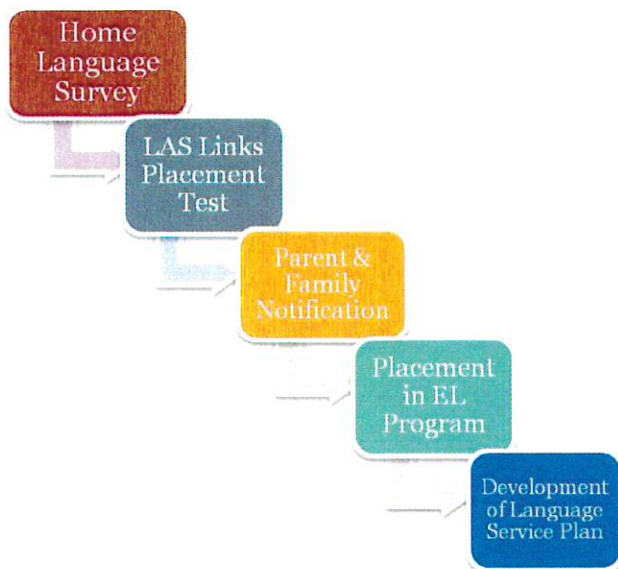 Home
Language
Survey
LAS Links
Placement
Test
Parent &
Family
Notification
Placement
in EL
Program
Development
of Language
Service Plan